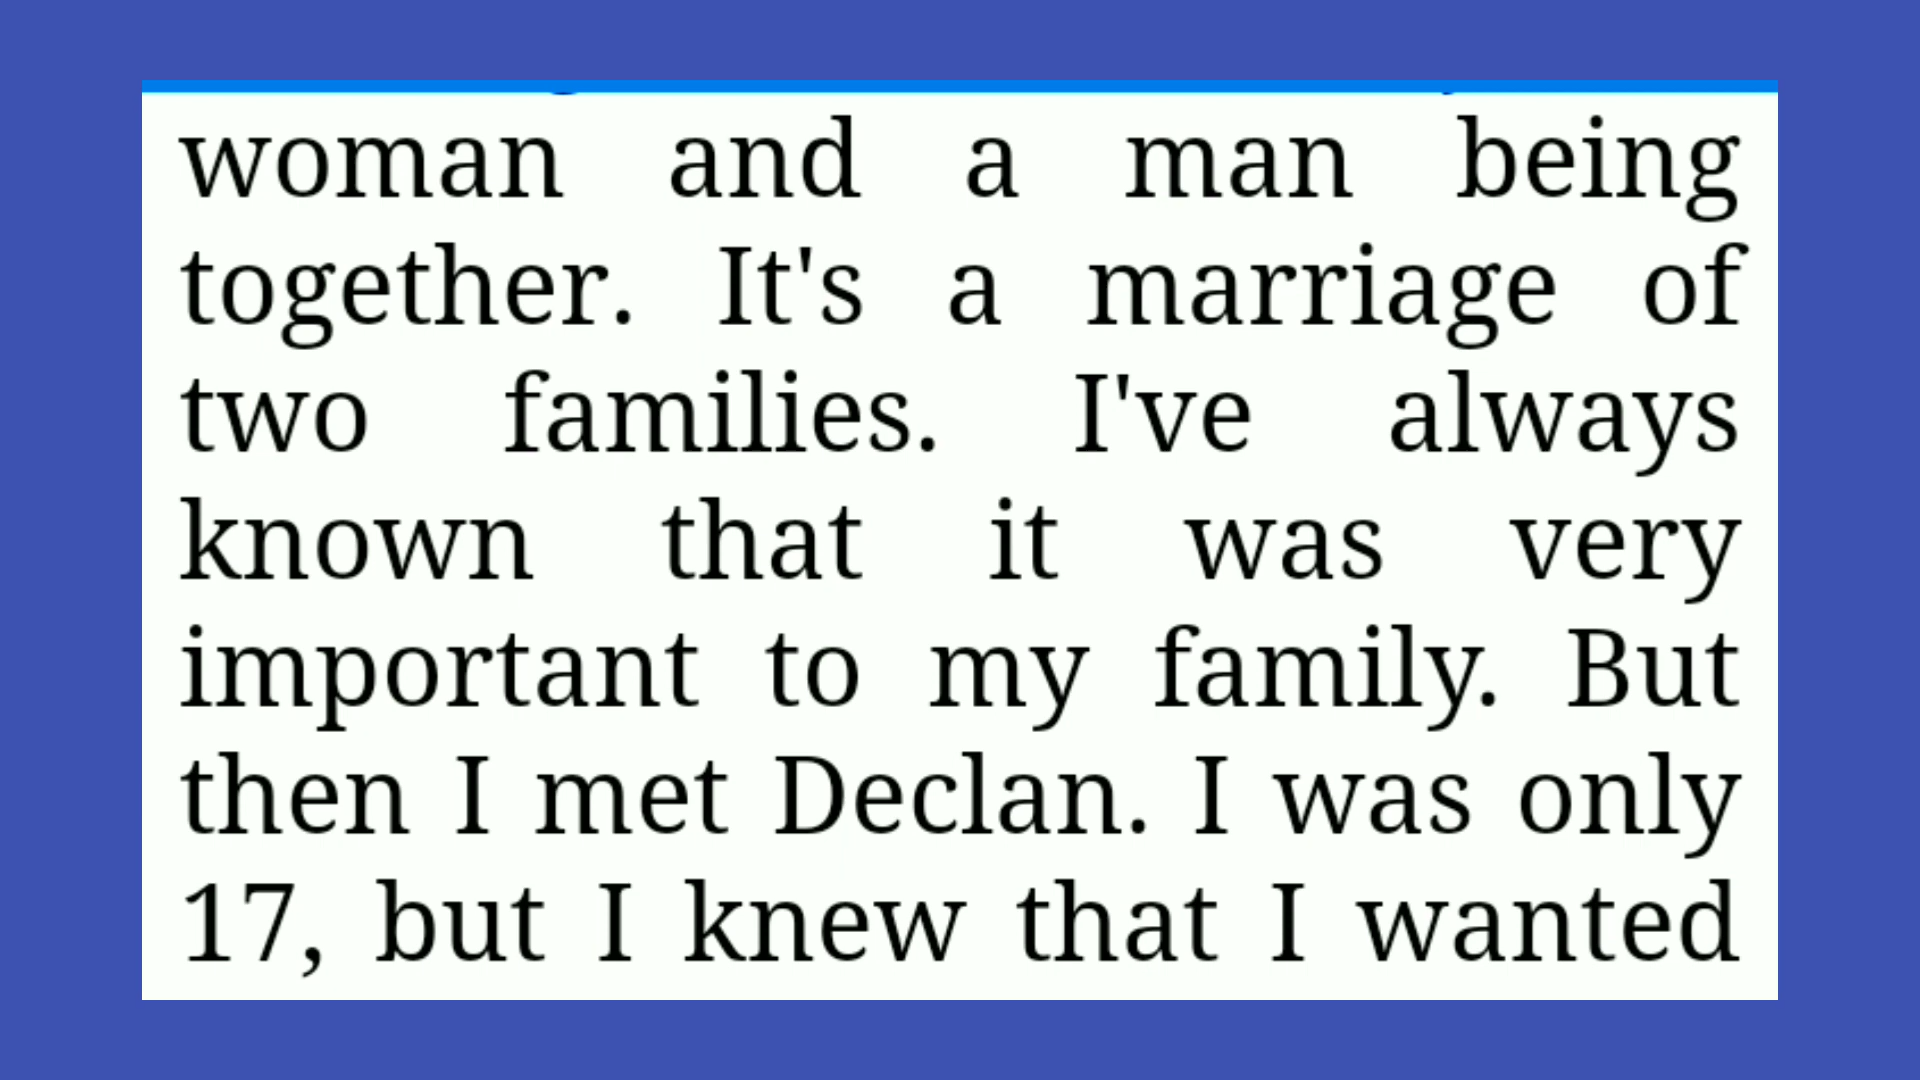 woman and a man being
together. It's a marriage of
two families. I've always
known that it was very
important to my family. But
then I met Declan. I was only
17, but I knew that I wanted